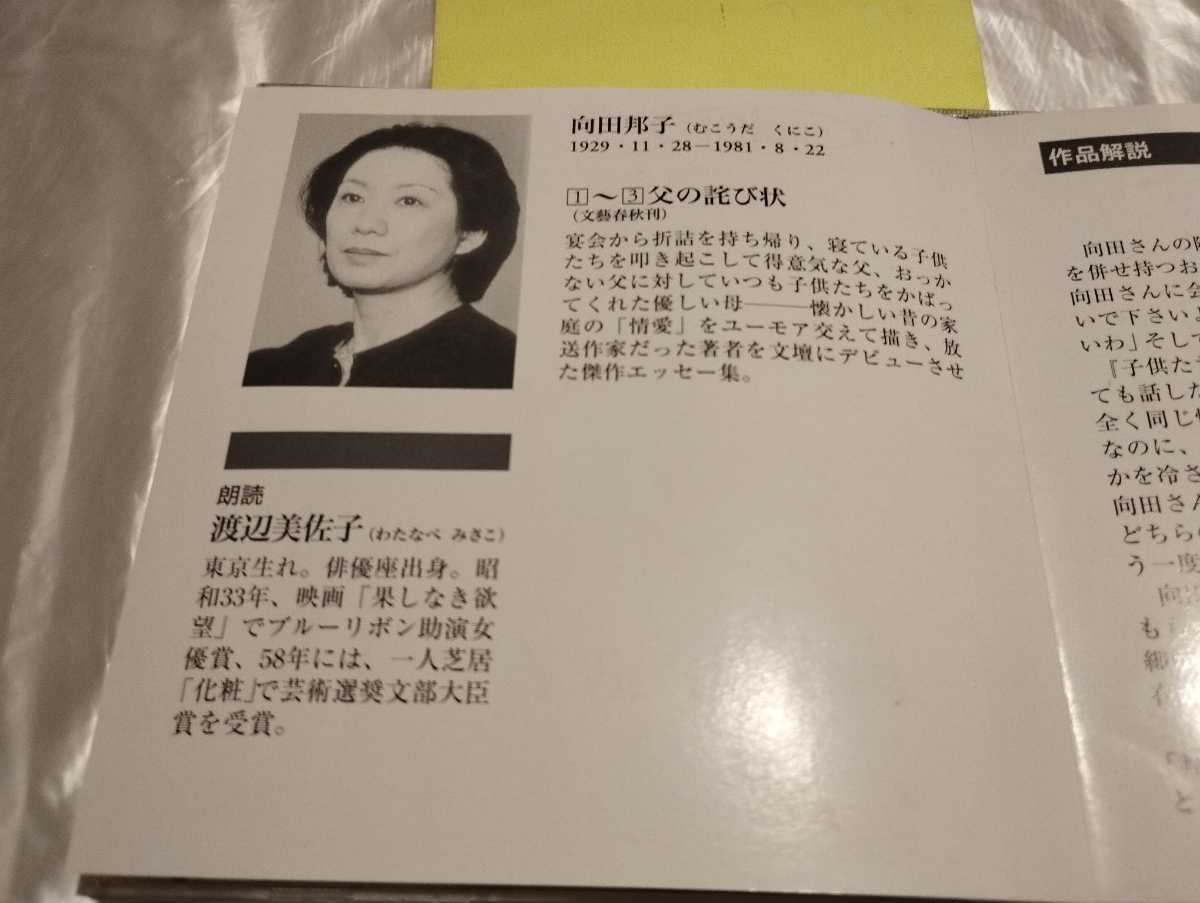 向田邦子（むこうだ　くにこ）
1929・11・28－1981・8・22
1～3父の詫び状
（文藝春秋刊）
宴会から折詰を持ち帰り、寝ている子供
たちを叩き起こして得意気な父、おっか
ない父に対していつも子供たちをかばっ
てくれた優しい母――懐かしい昔の家
庭の「情愛」をユーモア交えて描き、放
送作家だった著者を文壇にデビューさせ
た傑作エッセー集。
朗読
渡辺美佐子（わたなべ　みさこ）
東京生れ。俳優座出身。昭
和33年、映画「果しなき欲
望」でブルーリボン助演女
優賞、58年には、一人芝居
「化粧」で芸術選奨文部大臣
賞を受賞。
作品解説
向田さんの
を併せ持つお
向田さんに会
いで下さいよ
いわ」そして
『子供た
ても話した
全く同じ
なのに、
かを冷さ
向田さん
どちらの
う一度
向
も
と